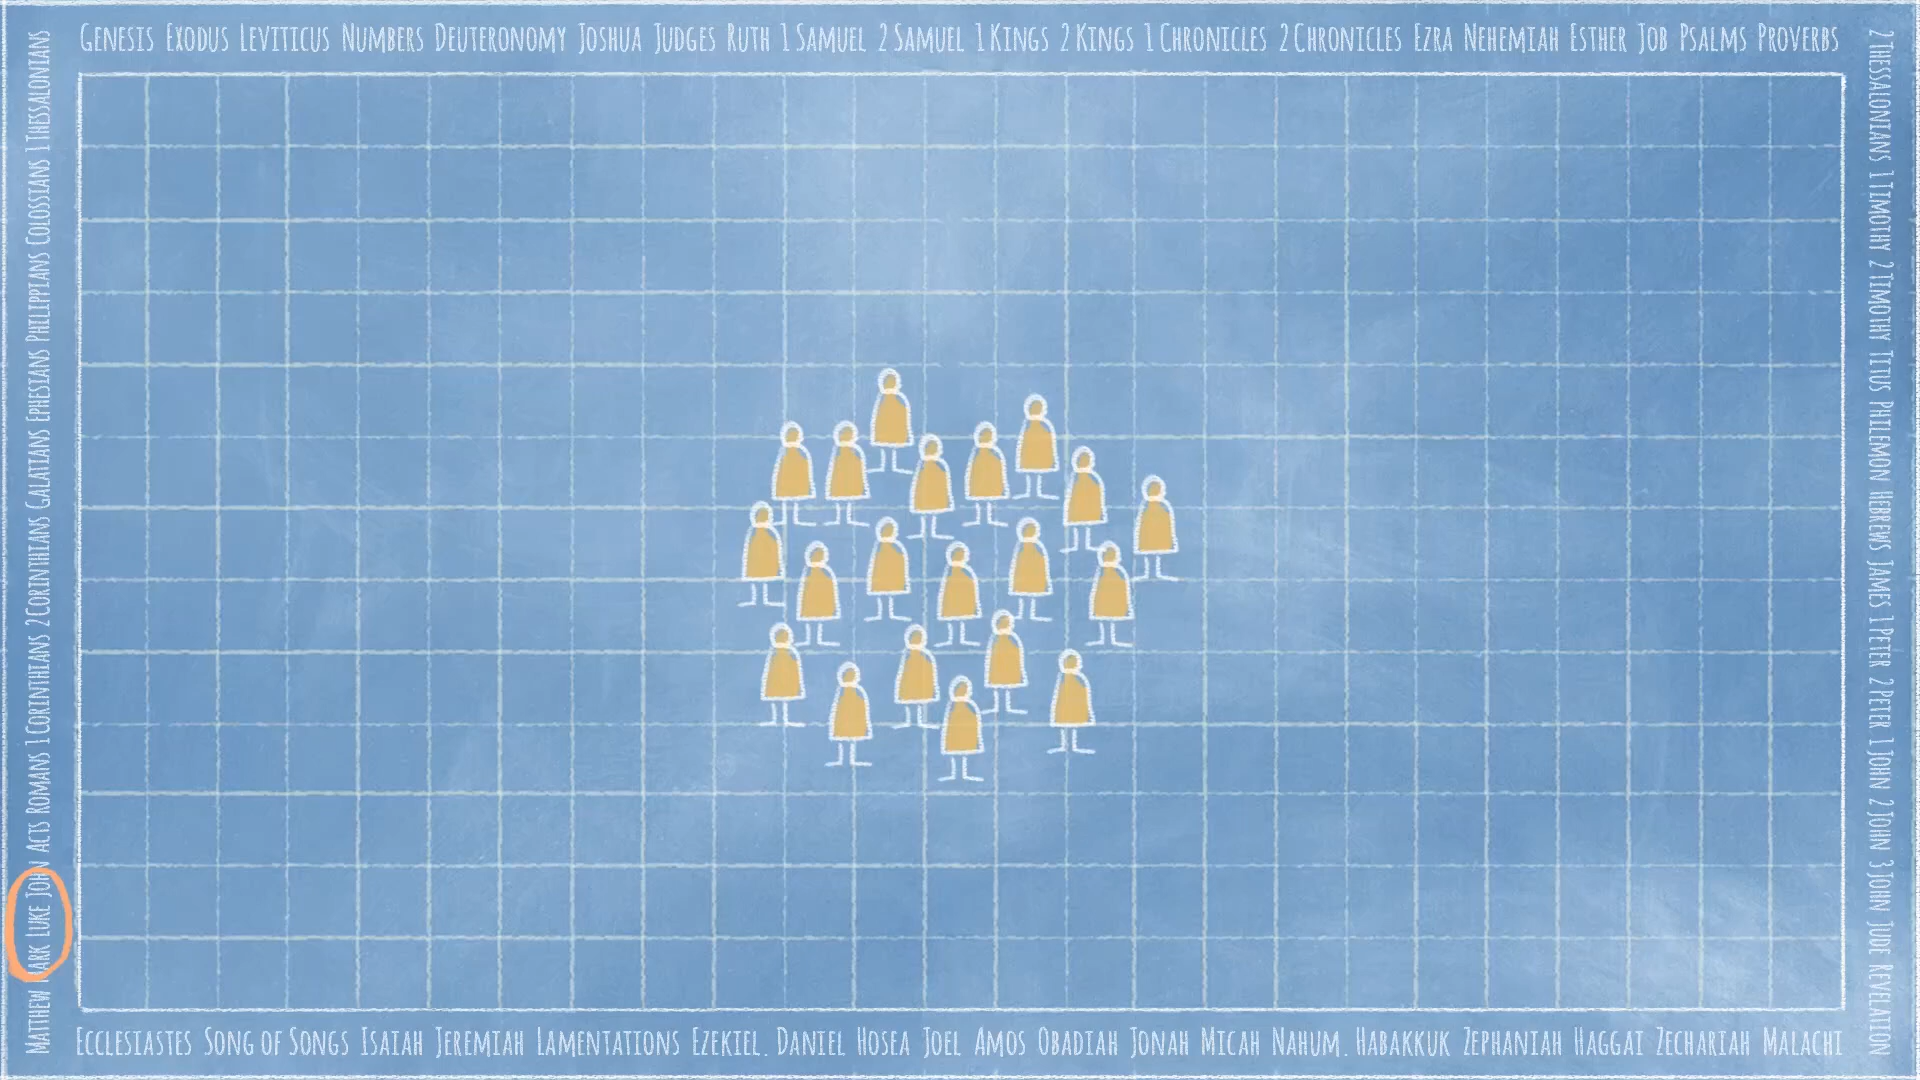 GENESIS EXODUS LEVITICUS NUMBERS DEUTERONOMY JOSHUA JUDGES RUTH 1 SAMUEL 2 SAMUEL 1 KINGS 2 KINGS 1 CHRONICLES 2 CHRONICLES EZRA NEHEMIAH ESTHER JOB PSALMS PROVERBS
ECCLESIASTES SONG OF SONGS ISAIAH JEREMIAH LAMENTATIONS EZEKIEL. DANIEL HOSEA JOEL AMOS OBADIAH JONAH MICAH NAHUM. HABAKKUK ZEPHANIAH HAGGAI ZECHARIAH MALACHI
MATTHEW MARK LUKE JOHN ACTS ROMANS 1 CORINTHIANS 2 CORINTHIANS GALATIANS EPHESIANS PHILIPPIANS COLOSSIANS 1 THESSALONIANS
2 THESSALONIANS 1 TIMOTHY 2 TIMOTHY TITUS PHILEMON HEBREWS JAMES 1 PETER 2 PETER 1 JOHN 2 JOHN 3 JOHN JUDE REVELATION